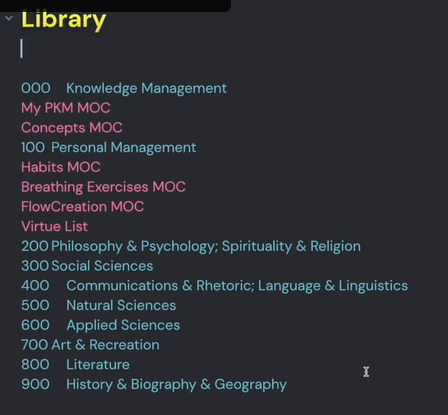 Library
000 Knowledge Management
My PKM MOC
Concepts MOC
100 Personal Management
Habits MOC
Breathing Exercises MOC
FlowCreation MOC
Virtue List
200 Philosophy & Psychology; Spirituality & Religion
300 Social Sciences
400 Communications & Rhetoric; Language & Linguistics
500 Natural Sciences
600 Applied Sciences
700 Art & Recreation
800 Literature
900 History & Biography & Geography